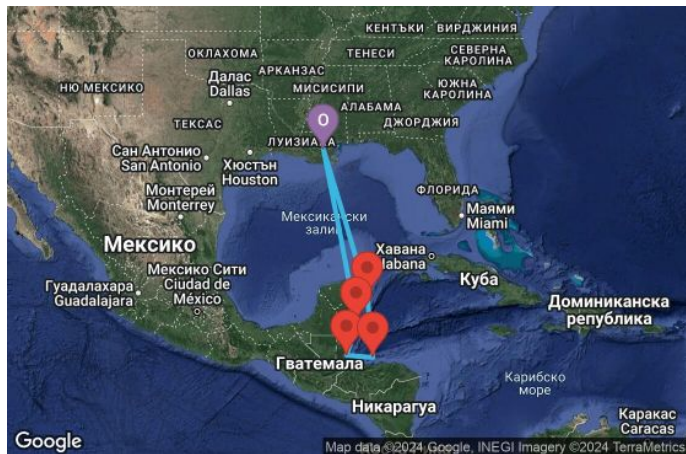 КЕНТЪКИ
ВИРДЖИНИЯ
ОКЛАХОМА
ТЕНЕСИ
СЕВЕРНА
КАРОЛИНА
НЮ МЕКСИКО
Далас
Dallas
АРКАНЗАС
МИСИСИПИ
ЮЖНА
КАРОЛИНА
АЛАБАМА
ТЕКСАС
O
ДЖОРДЖИЯ
ЛУИЗИАНА
Сан Антонио
San Antonio
Хюстън
Houston
ФЛОРИДА
Монтерей
Monterrey
Мексикански
залив
Маями
Miami
Мексико
Хавана
Habana
Куба
Гуадалахара
Guadalajara
Мексико Сити
Ciudad de
México
Доминиканска
република
Гватемала
Карибско
море
Никарагуа
Каракас
Caracas
Google
Map data ©2024 Google, INEGI Imagery ©2024 TerraMetrics